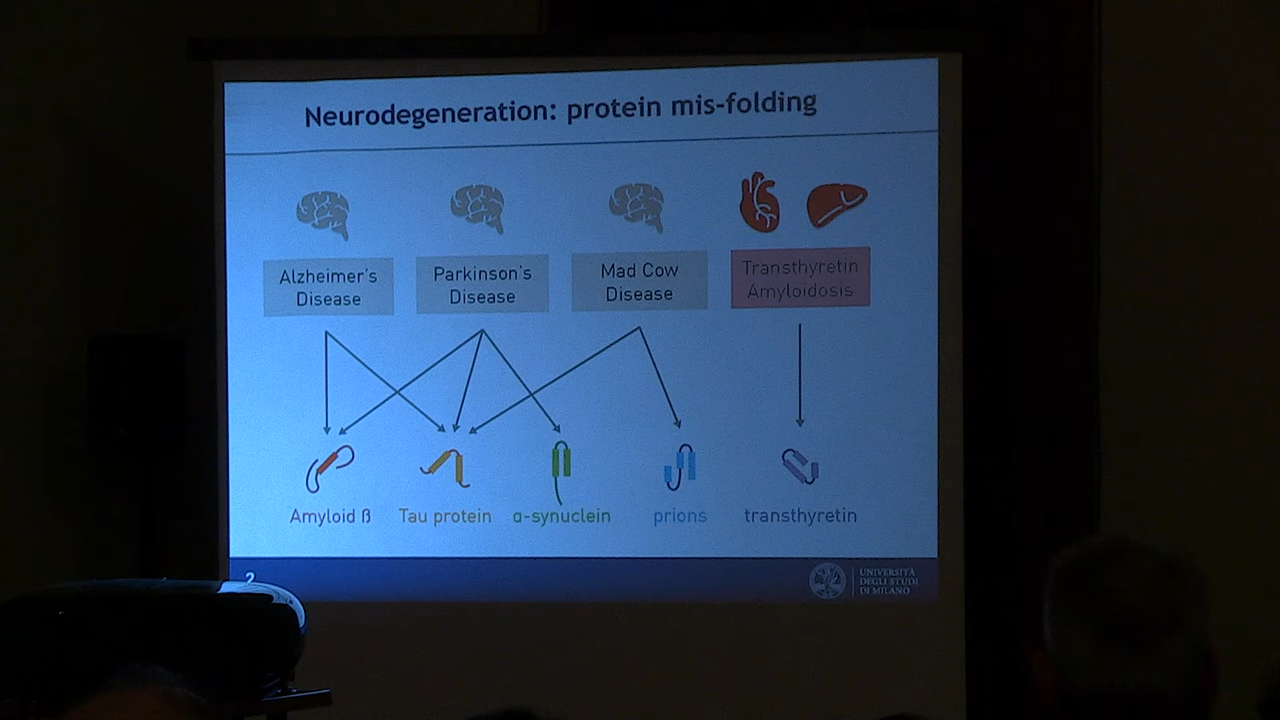 Neurodegeneration: protein mis-folding
Alzheimer's
Disease
Parkinson's
Disease
Mad Cow
Disease
Transthyretin
Amyloidosis
Amyloid ß
Tau protein
α-synuclein
prions
transthyretin
2
UNIVERSITÀ
DEGLI STUDI
DI MILANO